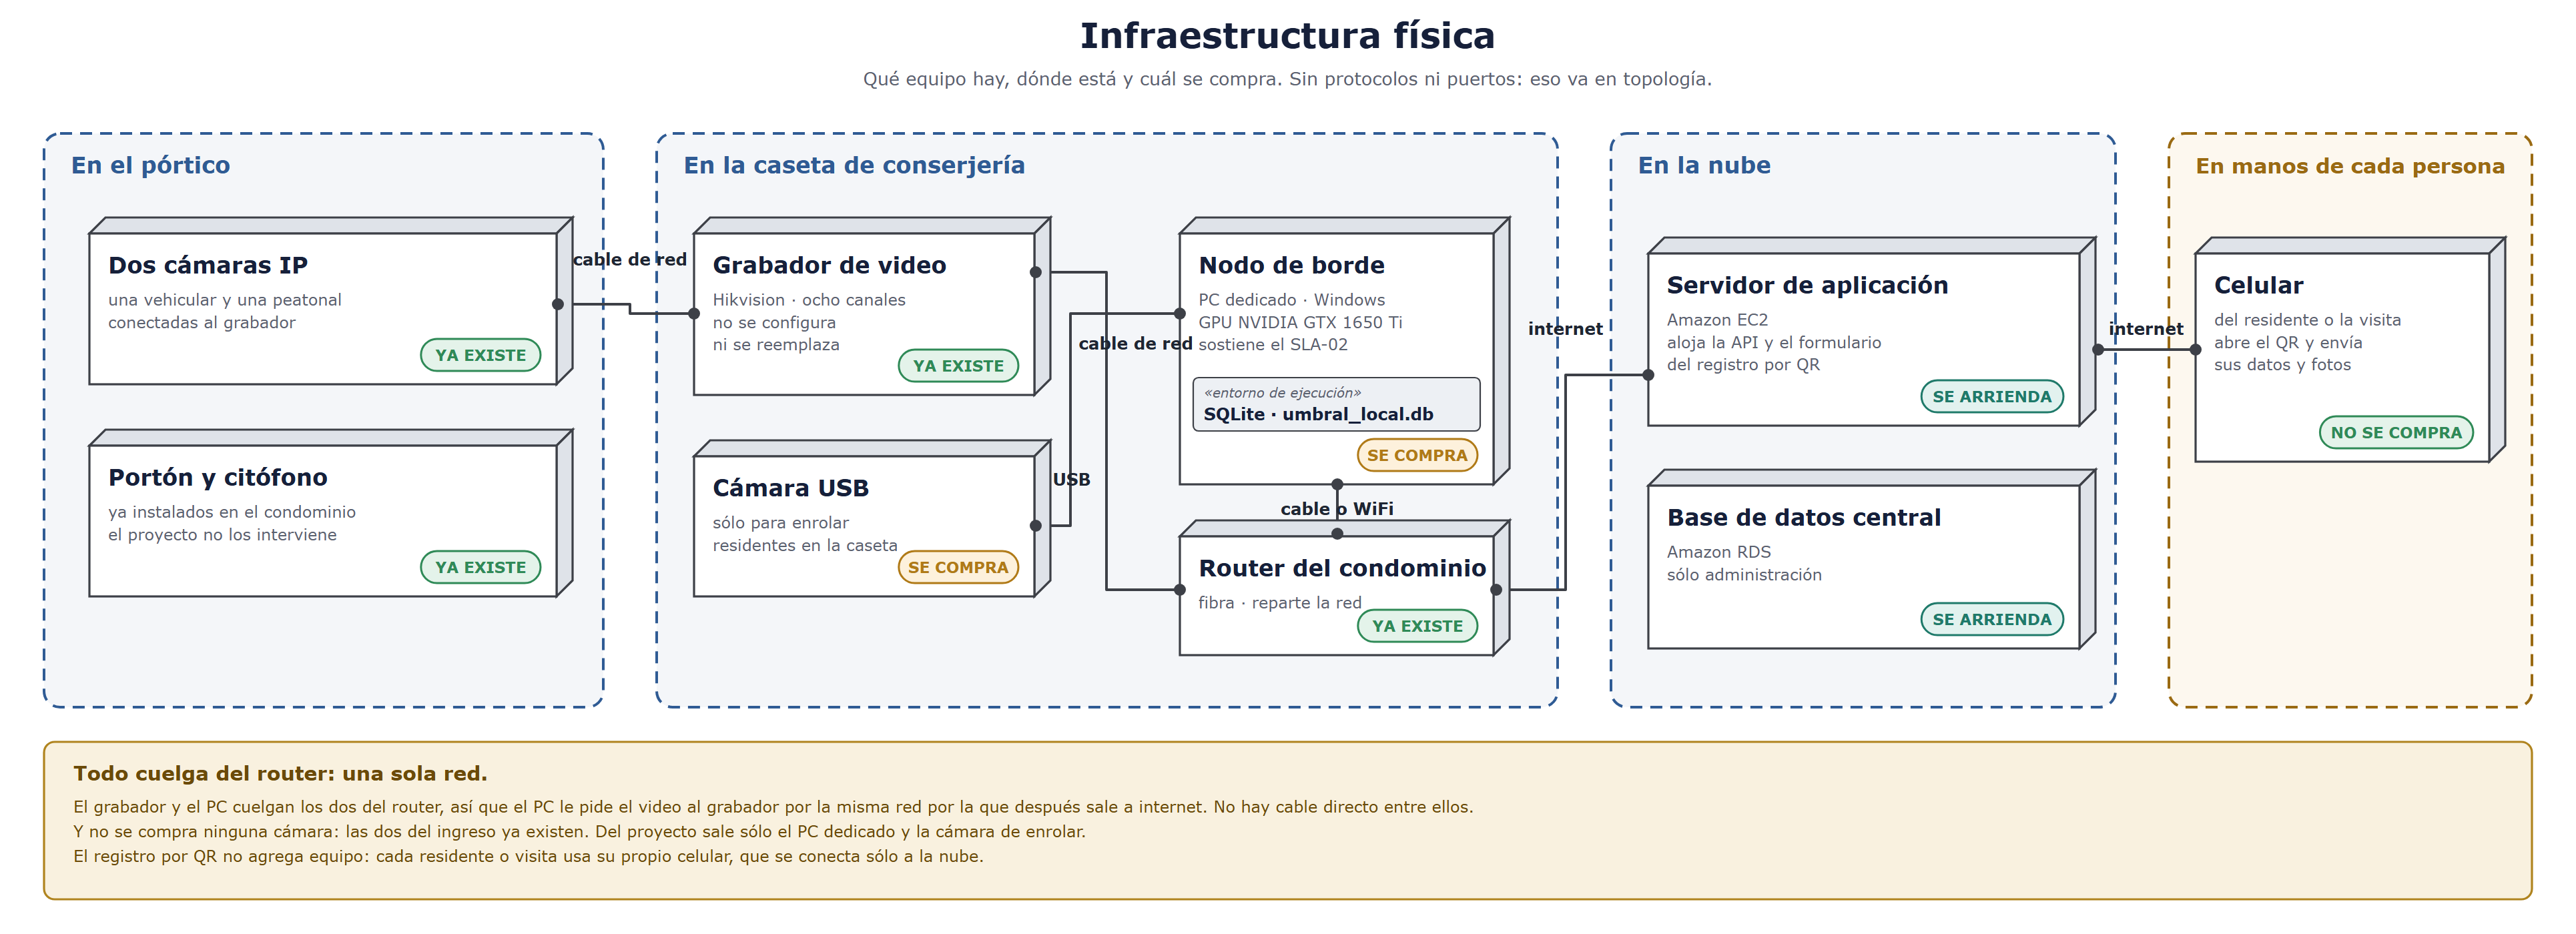 Infraestructura física
Qué equipo hay, dónde está y cuál se compra. Sin protocolos ni puertos: eso va en topología.
En el pórtico
Dos cámaras IP
una vehicular y una peatonal
conectadas al grabador
YA EXISTE
Portón y citófono
ya instalados en el condominio
el proyecto no los interviene
YA EXISTE
cable de red
En la caseta de conserjería
Grabador de video
Hikvision · ocho canales
no se configura
ni se reemplaza
YA EXISTE
Cámara USB
sólo para enrolar
residentes en la caseta
SE COMPRA
cable de red
USB
Nodo de borde
PC dedicado · Windows
GPU NVIDIA GTX 1650 Ti
sostiene el SLA-02
«entorno de ejecución»
SQLite · umbral_local.db
SE COMPRA
cable o WiFi
Router del condominio
fibra · reparte la red
YA EXISTE
internet
En la nube
Servidor de aplicación
Amazon EC2
aloja la API y el formulario
del registro por QR
SE ARRIENDA
Base de datos central
Amazon RDS
sólo administración
SE ARRIENDA
internet
En manos de cada persona
Celular
del residente o la visita
abre el QR y envía
sus datos y fotos
NO SE COMPRA
Todo cuelga del router: una sola red.
El grabador y el PC cuelgan los dos del router, así que el PC le pide el video al grabador por la misma red por la que después sale a internet. No hay cable directo entre ellos.
Y no se compra ninguna cámara: las dos del ingreso ya existen. Del proyecto sale sólo el PC dedicado y la cámara de enrolar.
El registro por QR no agrega equipo: cada residente o visita usa su propio celular, que se conecta sólo a la nube.